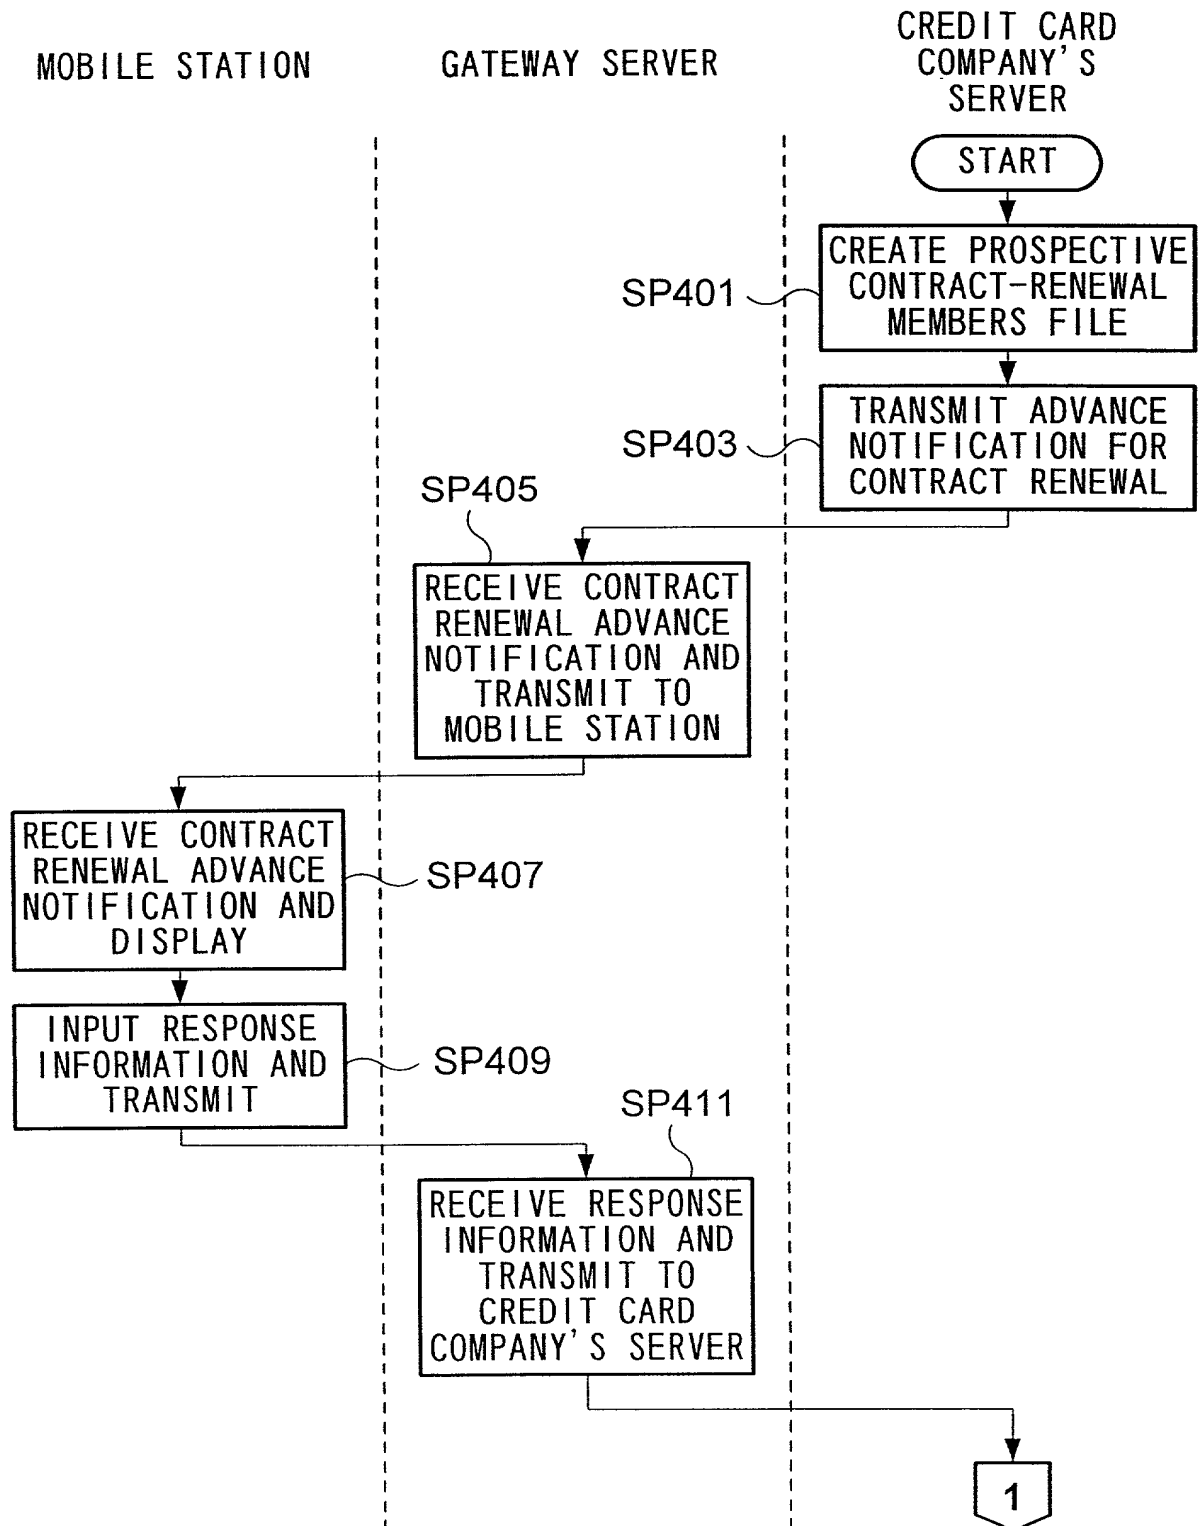 MOBILE STATION
GATEWAY SERVER
CREDIT CARD
COMPANY'S
SERVER
START
CREATE PROSPECTIVE
CONTRACT-RENEWAL
MEMBERS FILE
SP401
TRANSMIT ADVANCE
NOTIFICATION FOR
CONTRACT RENEWAL
SP403
SP405
RECEIVE CONTRACT
RENEWAL ADVANCE
NOTIFICATION AND
TRANSMIT TO
MOBILE STATION
RECEIVE CONTRACT
RENEWAL ADVANCE
NOTIFICATION AND
DISPLAY
SP407
INPUT RESPONSE
INFORMATION AND
TRANSMIT
SP409
SP411
RECEIVE RESPONSE
INFORMATION AND
TRANSMIT TO
CREDIT CARD
COMPANY'S SERVER
1